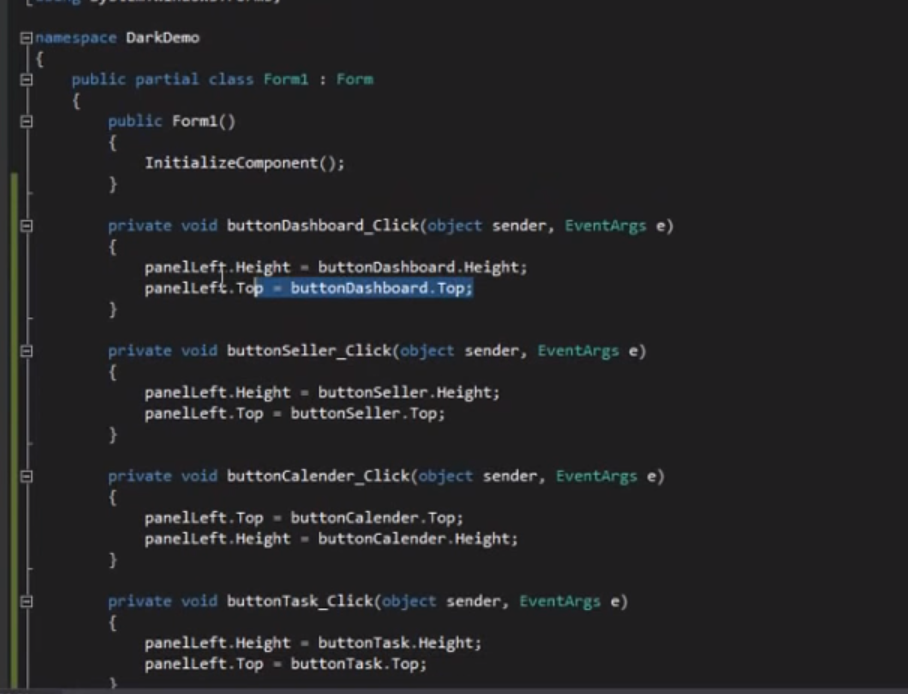 namespace DarkDemo
{
public partial class Form1 : Form
{
public Form1()
{
InitializeComponent();
}
private void buttonDashboard_Click(object sender, EventArgs e)
{
panelLeft.Height = buttonDashboard.Height;
panelLeft.Top = buttonDashboard.Top;
}
private void buttonSeller_Click(object sender, EventArgs e)
{
panelLeft.Height = buttonSeller.Height;
panelLeft.Top = buttonSeller.Top;
}
private void buttonCalender_Click(object sender, EventArgs e)
{
panelLeft.Top = buttonCalender.Top;
panelLeft.Height = buttonCalender.Height;
}
private void buttonTask_Click(object sender, EventArgs e)
{
panelLeft.Height = buttonTask.Height;
panelLeft.Top = buttonTask.Top;
}